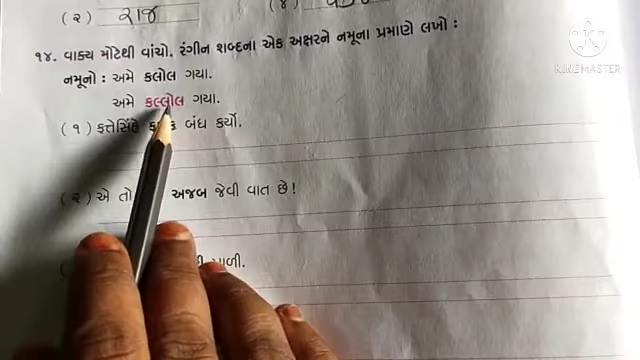 (૨) રાજ (૪)
૧૪. વાક્ય મોટેથી વાંચો. રંગીન શબ્દના એક અક્ષરને નમૂના પ્રમાણે લખો :
નમૂનો : અમે કલોલ ગયા.
અમે કલ્લોલ ગયા.
(૧) ફત્તેસિંહે બંધ કર્યો.
(૨) એ તો અજબ જેવી વાત છે!
પાળી.
KINEMASTER